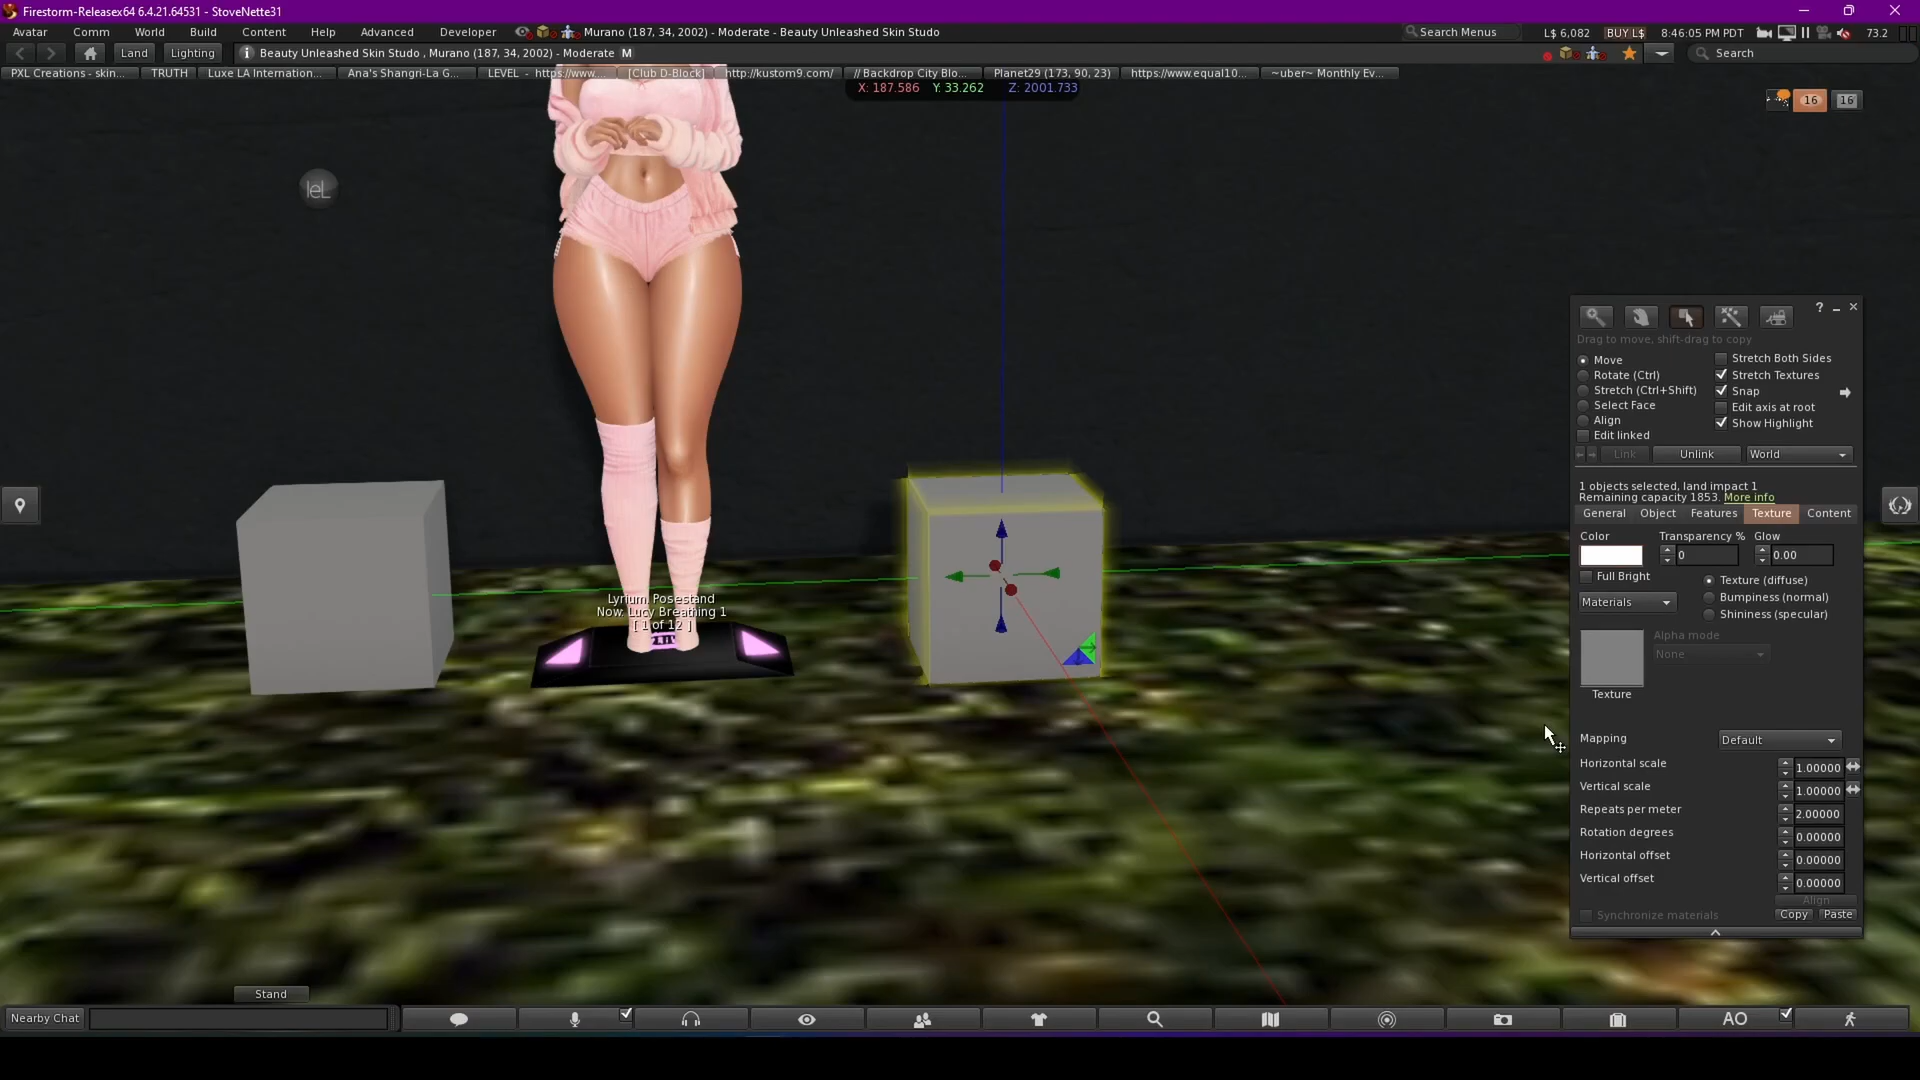 Firestorm-Releasex64 6.4.21.64531 - StoveNette31
Avatar Comm World Build Content Help Advanced Developer Murano (187, 34, 2002) - Moderate - Beauty Unleashed Skin Studio Search Menus L$ 6,082 BUY L$ 8:46:05 PM PDT 73.2
Land Lighting Beauty Unleashed Skin Studio , Murano (187, 34, 2002) - Moderate M Search
PXL Creations - skin... TRUTH Luxe LA Internation... Ana's Shangri-La G... LEVEL - https://www.... [Club D-Block] http://kustom9.com/ // Backdrop City Blo... Planet29 (173, 90, 23) https://www.equal10... ~uber~ Monthly Ev...
X: 187.586 Y: 33.262 Z: 2001.733
16 16
leL
?
Drag to move, shift-drag to copy
Move Stretch Both Sides
Rotate (Ctrl) Stretch Textures
Stretch (Ctrl+Shift) Snap
Select Face Edit axis at root
Align Show Highlight
Edit linked
Link Unlink World
1 objects selected, land impact 1
Remaining capacity 1853. More info
General Object Features Texture Content
Color Transparency % Glow
0 0.00
Full Bright Texture (diffuse)
Materials Bumpiness (normal)
Shininess (specular)
Alpha mode
None
Texture
Mapping Default
Horizontal scale 1.00000
Vertical scale 1.00000
Repeats per meter 2.00000
Rotation degrees 0.00000
Horizontal offset 0.00000
Vertical offset 0.00000
Align
Synchronize materials Copy Paste
Lyrium. Posestand
Now: Lucy Breathing 1
[ 1 of 12 ]
Stand
Nearby Chat AO